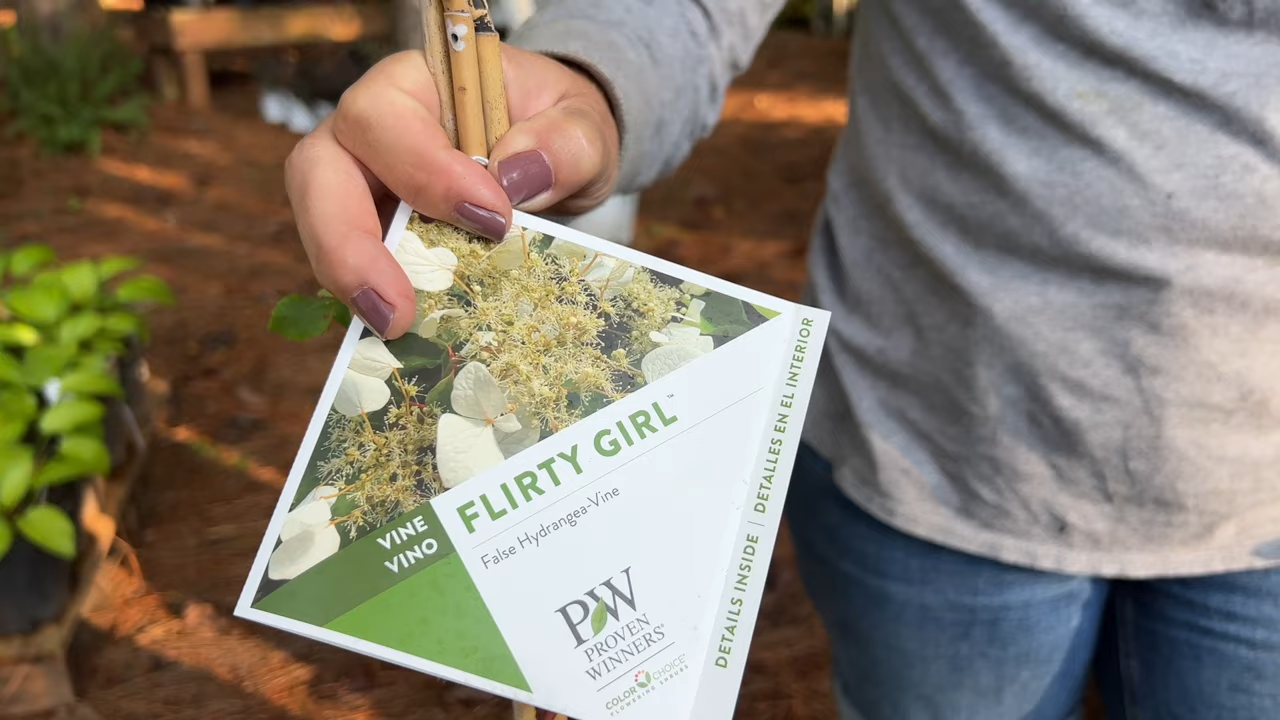 FLIRTY GIRL™
False Hydrangea-Vine
VINE
VINO
PW
PROVEN
WINNERS®
COLOR CHOICE®
FLOWERING SHRUBS
DETAILS INSIDE | DETALLES EN EL INTERIOR